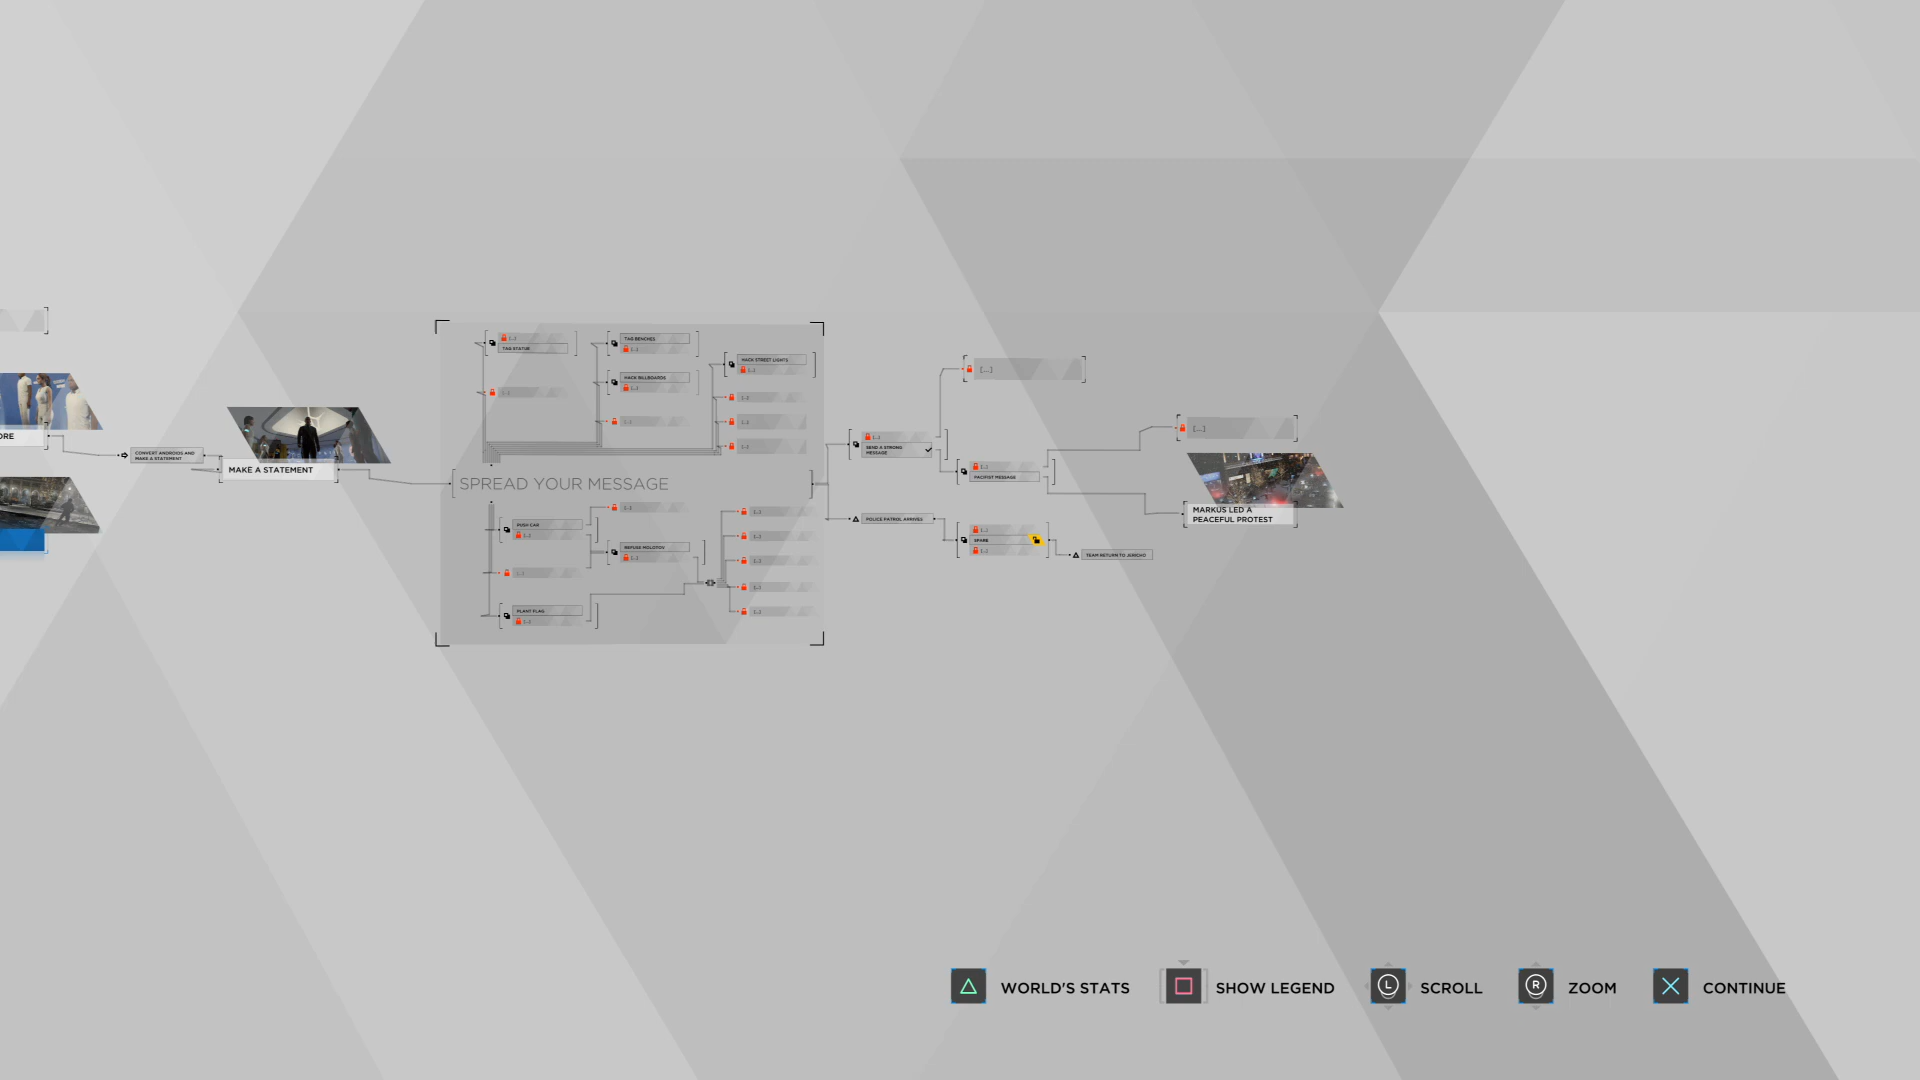 ORE
CONVERT ANDROIDS AND
MAKE A STATEMENT
MAKE A STATEMENT
[...]
TAG STATUE
[...]
TAG BENCHES
[...]
HACK BILLBOARDS
[...]
[...]
HACK STREET LIGHTS
[...]
[...]
[...]
[...]
SPREAD YOUR MESSAGE
PUSH CAR
[...]
[...]
PLANT FLAG
[...]
[...]
REFUSE MOLOTOV
[...]
[...]
[...]
[...]
[...]
[...]
[...]
SEND A STRONG
MESSAGE
POLICE PATROL ARRIVES
[...]
[...]
PACIFIST MESSAGE
[...]
SPARE
[...]
TEAM RETURN TO JERICHO
[...]
MARKUS LED A
PEACEFUL PROTEST
WORLD'S STATS
SHOW LEGEND
L
SCROLL
R
ZOOM
CONTINUE